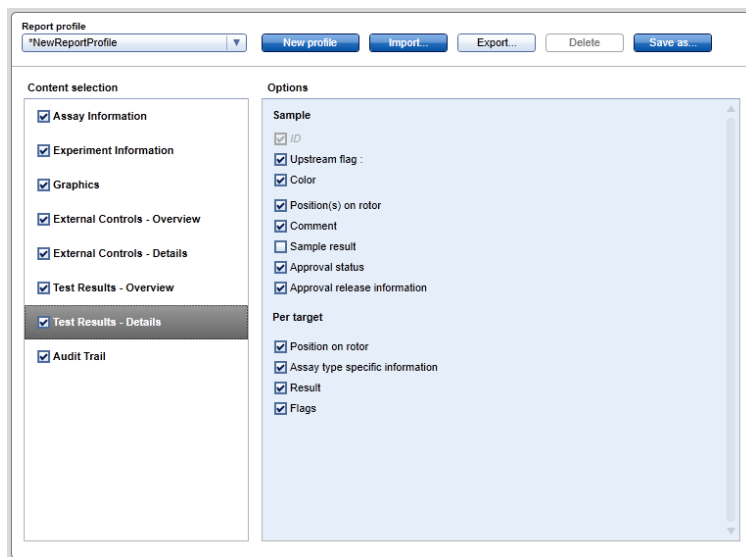 Report profile
*NewReportProfile
New profile
Import...
Export...
Delete
Save as...
Content selection
Assay Information
Experiment Information
Graphics
External Controls - Overview
External Controls - Details
Test Results - Overview
Test Results - Details
Audit Trail
Options
Sample
ID
Upstream flag :
Color
Position(s) on rotor
Comment
Sample result
Approval status
Approval release information
Per target
Position on rotor
Assay type specific information
Result
Flags